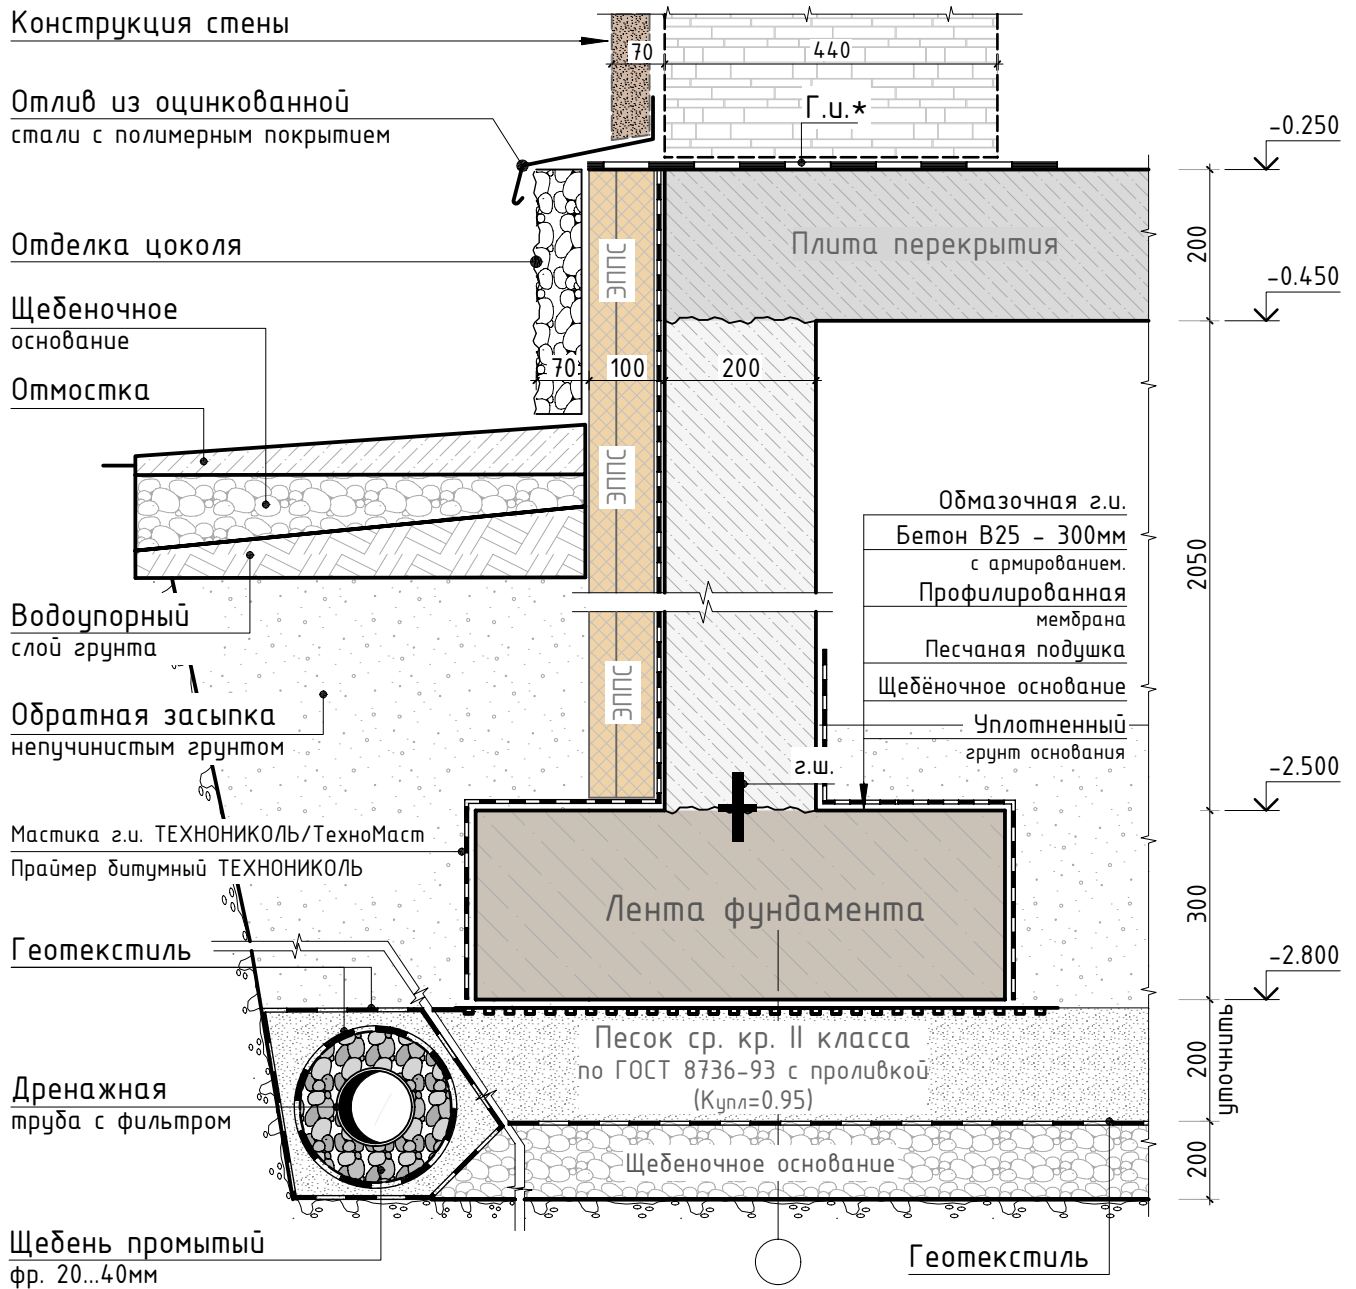 Конструкция стены
70
440
Отлив из оцинкованной
стали с полимерным покрытием
Г.и.*
-0.250
Отделка цоколя
ЭППС
Плита перекрытия
200
-0.450
Щебеночное
основание
Отмостка
70
100
200
ЭППС
Обмазочная г.и.
Бетон В25 - 300мм
с армированием.
Профилированная
мембрана
Песчаная подушка
Щебёночное основание
Уплотненный
грунт основания
2050
Водоупорный
слой грунта
ЭППС
Обратная засыпка
непучинистым грунтом
г.ш.
-2.500
Мастика г.и. ТЕХНОНИКОЛЬ/ТехноМаст
Праймер битумный ТЕХНОНИКОЛЬ
Лента фундамента
300
Геотекстиль
-2.800
Песок ср. кр. II класса
по ГОСТ 8736-93 с проливкой
(Купл=0.95)
200
уточнить
Дренажная
труба с фильтром
Щебеночное основание
200
Щебень промытый
фр. 20...40мм
Геотекстиль